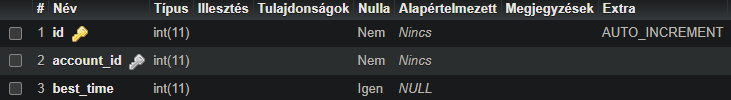 # Név Típus Illesztés Tulajdonságok Nulla Alapértelmezett Megjegyzések Extra
1 id int(11) Nem Nincs AUTO_INCREMENT
2 account_id int(11) Nem Nincs
3 best_time int(11) Igen NULL